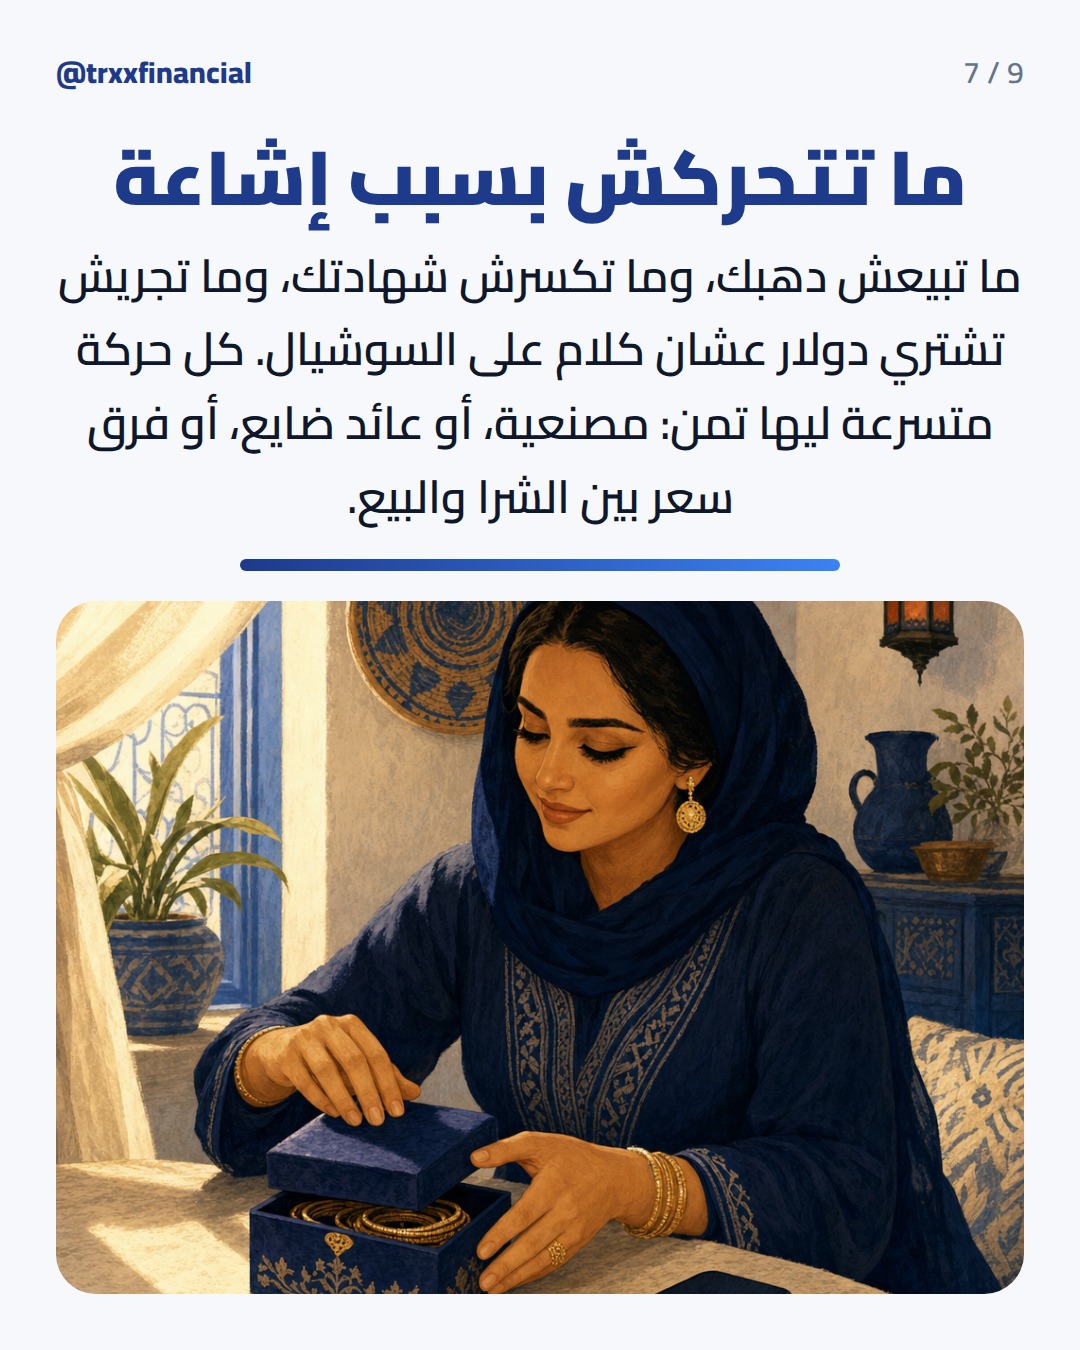 @trxxfinancial
7 / 9
ما تتحركش بسبب إشاعة
ما تبيعش دهبك، وما تكسرش شهادتك، وما تجريش
تشتري دولار عشان كلام على السوشيال. كل حركة
متسرعة ليها تمن: مصنعية، أو عائد ضايع، أو فرق
سعر بين الشرا والبيع.